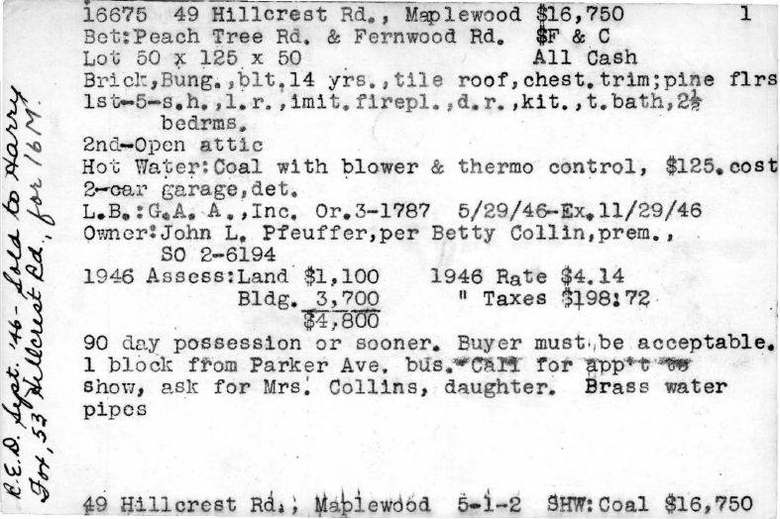 16675 49 Hillcrest Rd., Maplewood $16,750 1
Bet:Peach Tree Rd. & Fernwood Rd. $F & C
Lot 50 x 125 x 50 All Cash
Brick,Bung.,blt.14 yrs.,tile roof,chest.trim;pine flrs
1st-5-s.h.,l.r.,imit.firepl.,d.r.,kit.,t.bath,2½
bedrms.
2nd-Open attic
Hot Water:Coal with blower & thermo control, $125.cost
2-car garage,det.
L.B.:G.A. A.,Inc. Or.3-1787 5/29/46-Ex.11/29/46
Owner:John L. Pfeuffer,per Betty Collin,prem.,
SO 2-6194
1946 Assess:Land $1,100 1946 Rate $4.14
Bldg. 3,700 " Taxes $198:72
$4,800
90 day possession or sooner. Buyer must be acceptable.
1 block from Parker Ave. bus. Call for app't to
show, ask for Mrs. Collins, daughter. Brass water
pipes
49 Hillcrest Rd., Maplewood 5-1-2 SHW:Coal $16,750
R.E.D. Sept. '46 - Sold to Harry
Fox, 53 Hillcrest Rd., for 16M.